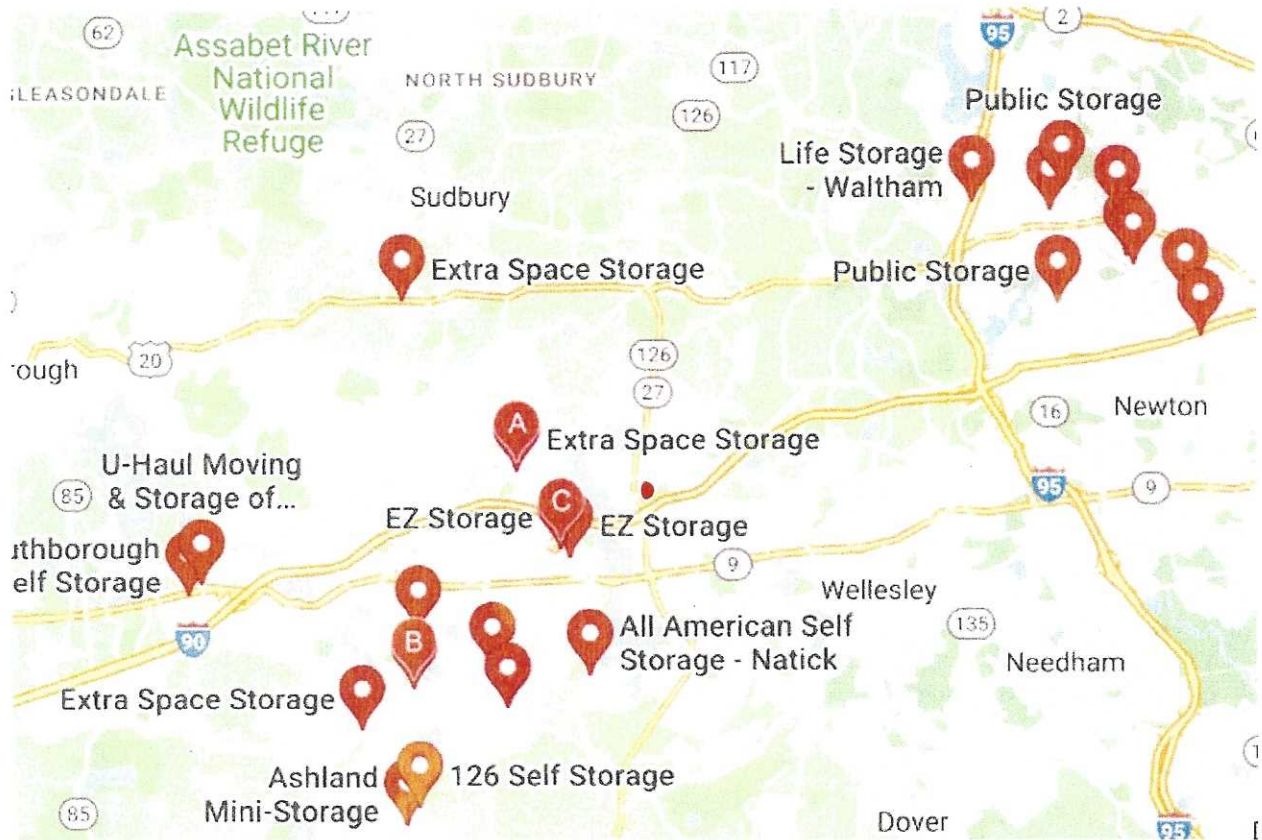 95
2
62
Assabet River
National
Wildlife
Refuge
NORTH SUDBURY
117
LEASONDALE
126
27
Public Storage
Life Storage
- Waltham
Sudbury
Extra Space Storage
Public Storage
20
126
27
rough
16
Newton
A
Extra Space Storage
U-Haul Moving
& Storage of...
85
95
9
C
EZ Storage
EZ Storage
uthborough
elf Storage
9
Wellesley
90
B
All American Self
Storage - Natick
135
Needham
Extra Space Storage
Ashland
Mini-Storage
126 Self Storage
85
Dover
95